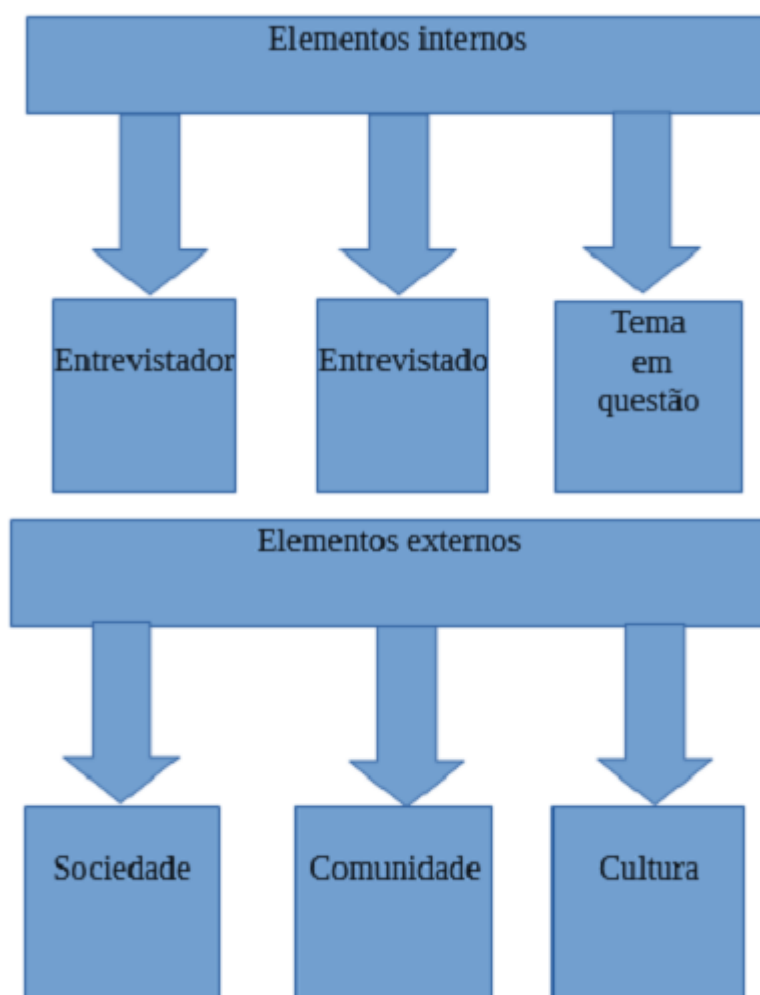 Elementos internos
Entrevistador
Entrevistado
Tema
em
questão
Elementos externos
Sociedade
Comunidade
Cultura